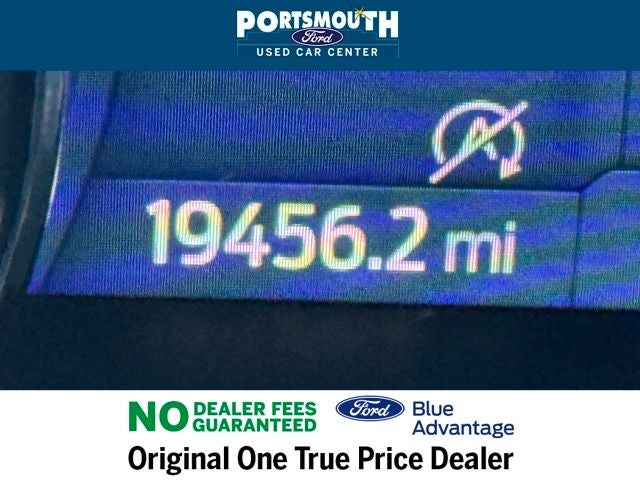 PORTSMOUTH
Ford
USED CAR CENTER
A
19456.2 mi
NO DEALER FEES
GUARANTEED
Ford Blue
Advantage
Original One True Price Dealer